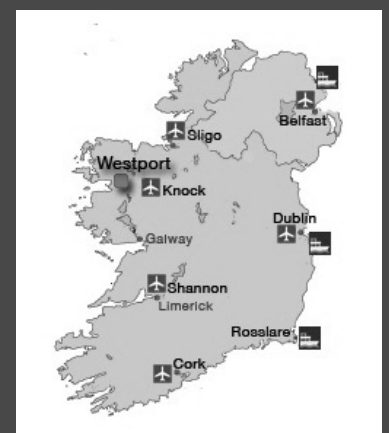 Belfast
Sligo
Westport
Knock
Dublin
Galway
Shannon
Limerick
Rosslare
Cork